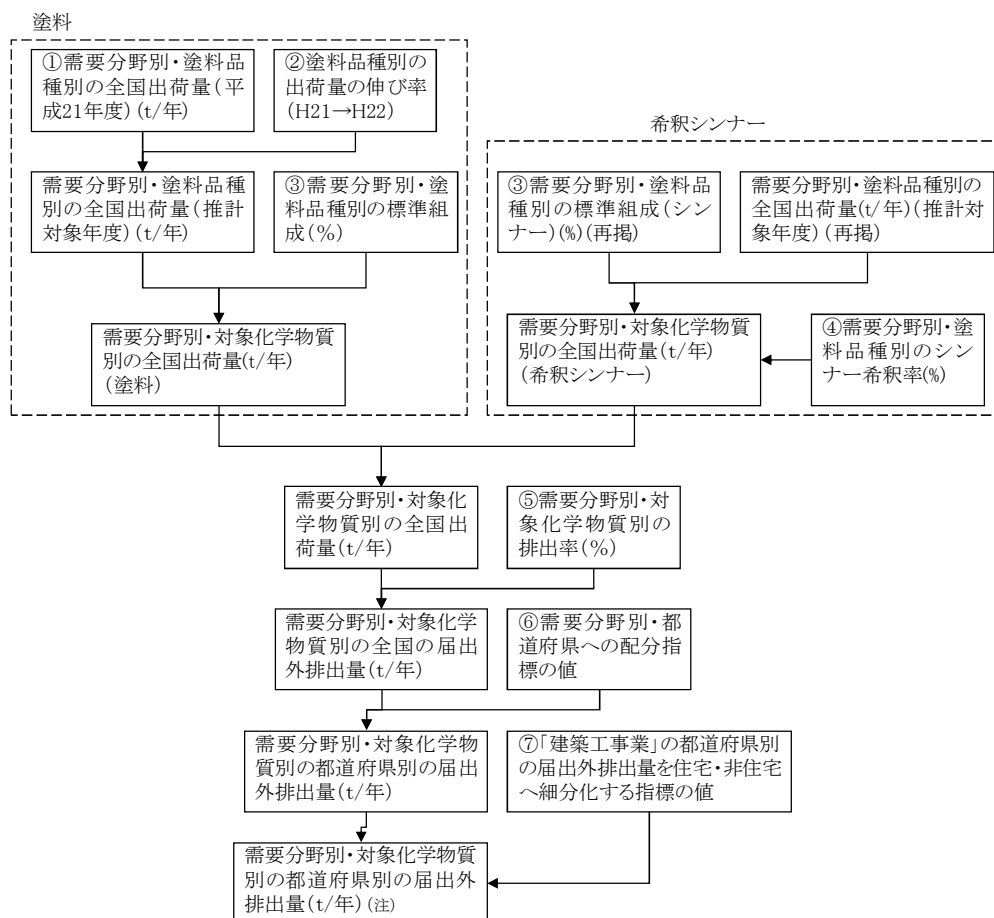 塗料
①需要分野別・塗料品
種別の全国出荷量(平
成21年度)(t/年)
②塗料品種別の
出荷量の伸び率
(H21→H22)
需要分野別・塗料品種
別の全国出荷量(推計
対象年度)(t/年)
③需要分野別・塗
料品種別の標準組
成(%)
需要分野別・対象化学物質
別の全国出荷量(t/年)
(塗料)
希釈シンナー
③需要分野別・塗料品
種別の標準組成(シン
ナー)(%)(再掲)
需要分野別・塗料品種別の
全国出荷量(t/年)(推計対
象年度)(再掲)
需要分野別・対象化学物質
別の全国出荷量(t/年)
(希釈シンナー)
④需要分野別・塗
料品種別のシン
ナー希釈率(%)
需要分野別・対象化
学物質別の全国出
荷量(t/年)
⑤需要分野別・対
象化学物質別の
排出率(%)
需要分野別・対象化学
物質別の全国の届出
外排出量(t/年)
⑥需要分野別・都
道府県への配分指
標の値
需要分野別・対象化学物
質別の都道府県別の届出
外排出量(t/年)
⑦「建築工事業」の都道府県別
の届出外排出量を住宅・非住宅
へ細分化する指標の値
需要分野別・対象化学物質
別の都道府県別の届出外
排出量(t/年)(注)